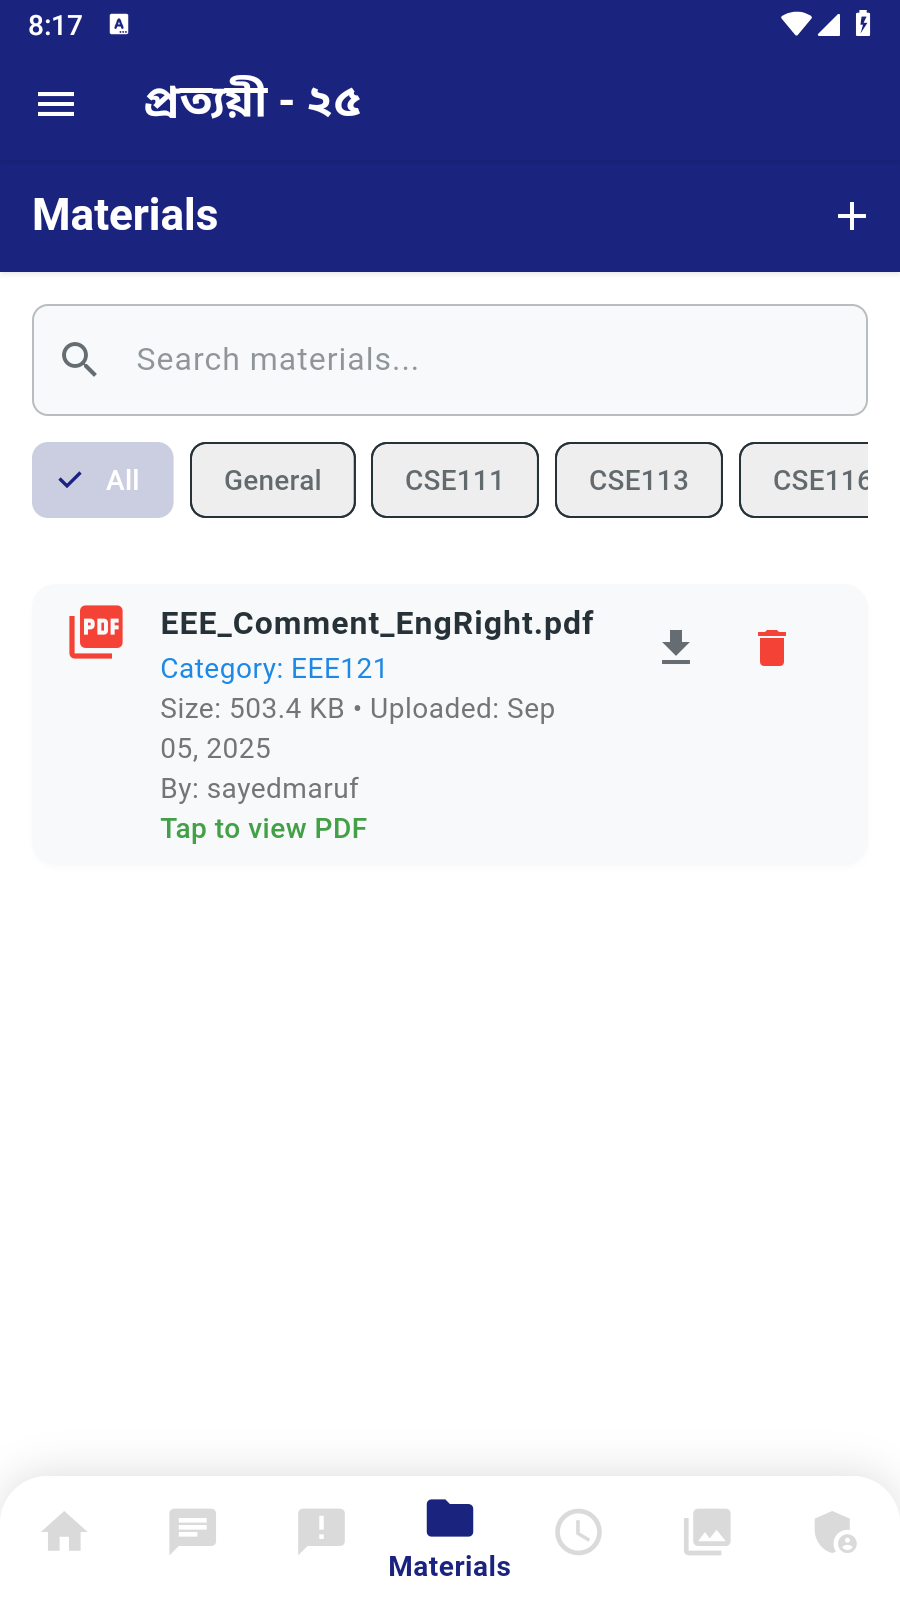 8:17
প্রত্যয়ী - ২৫
Materials
Search materials...
All
General
CSE111
CSE113
CSE116
PDF
EEE_Comment_EngRight.pdf
Category: EEE121
Size: 503.4 KB • Uploaded: Sep
05, 2025
By: sayedmaruf
Tap to view PDF
Materials